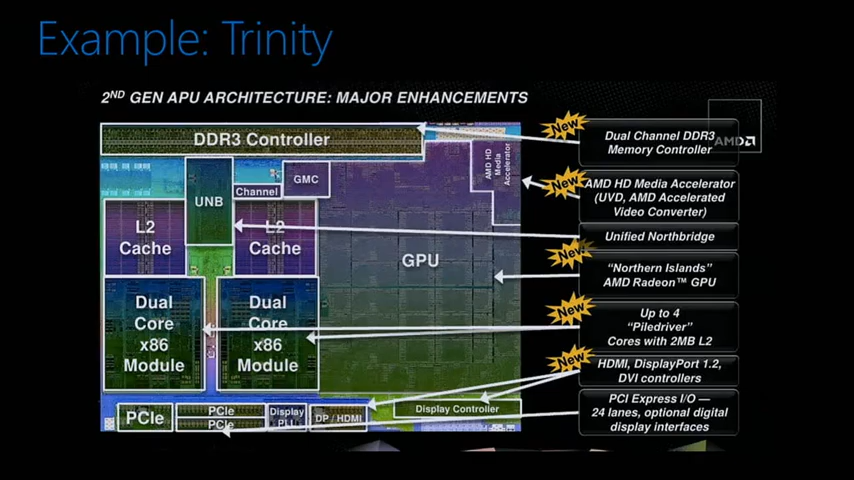 Example: Trinity
2ND GEN APU ARCHITECTURE: MAJOR ENHANCEMENTS
DDR3 Controller
AMD HD
Media
Accelerator
GMC
Channel
UNB
L2
Cache
L2
Cache
GPU
Dual
Core
x86
Module
Dual
Core
x86
Module
PCIe
PCIe
PCIe
Display
PLL
DP / HDMI
Display Controller
New
Dual Channel DDR3
Memory Controller
AMD
New
AMD HD Media Accelerator
(UVD, AMD Accelerated
Video Converter)
Unified Northbridge
New
“Northern Islands”
AMD Radeon™ GPU
New
Up to 4
“Piledriver”
Cores with 2MB L2
New
HDMI, DisplayPort 1.2,
DVI controllers
PCI Express I/O —
24 lanes, optional digital
display interfaces